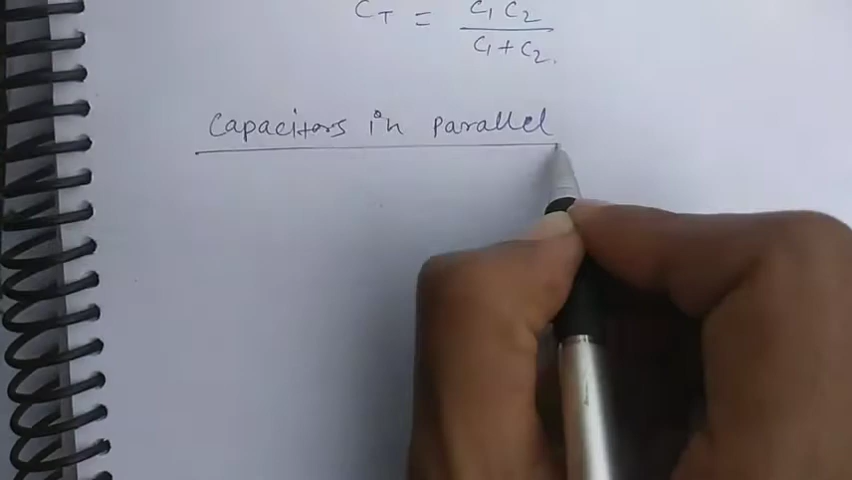 CT = C1 C2
C1 + C2.
Capacitors in parallel